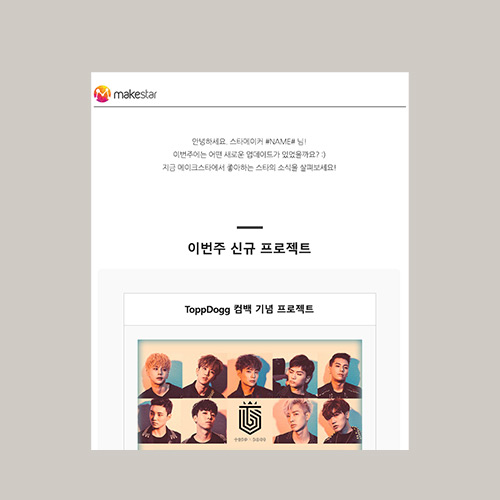 makestar
안녕하세요. 스타메이커 #NAME# 님!
이번주에는 어떤 새로운 업데이트가 있었을까요? :)
지금 메이크스타에서 좋아하는 스타의 소식을 살펴보세요!
이번주 신규 프로젝트
ToppDogg 컴백 기념 프로젝트